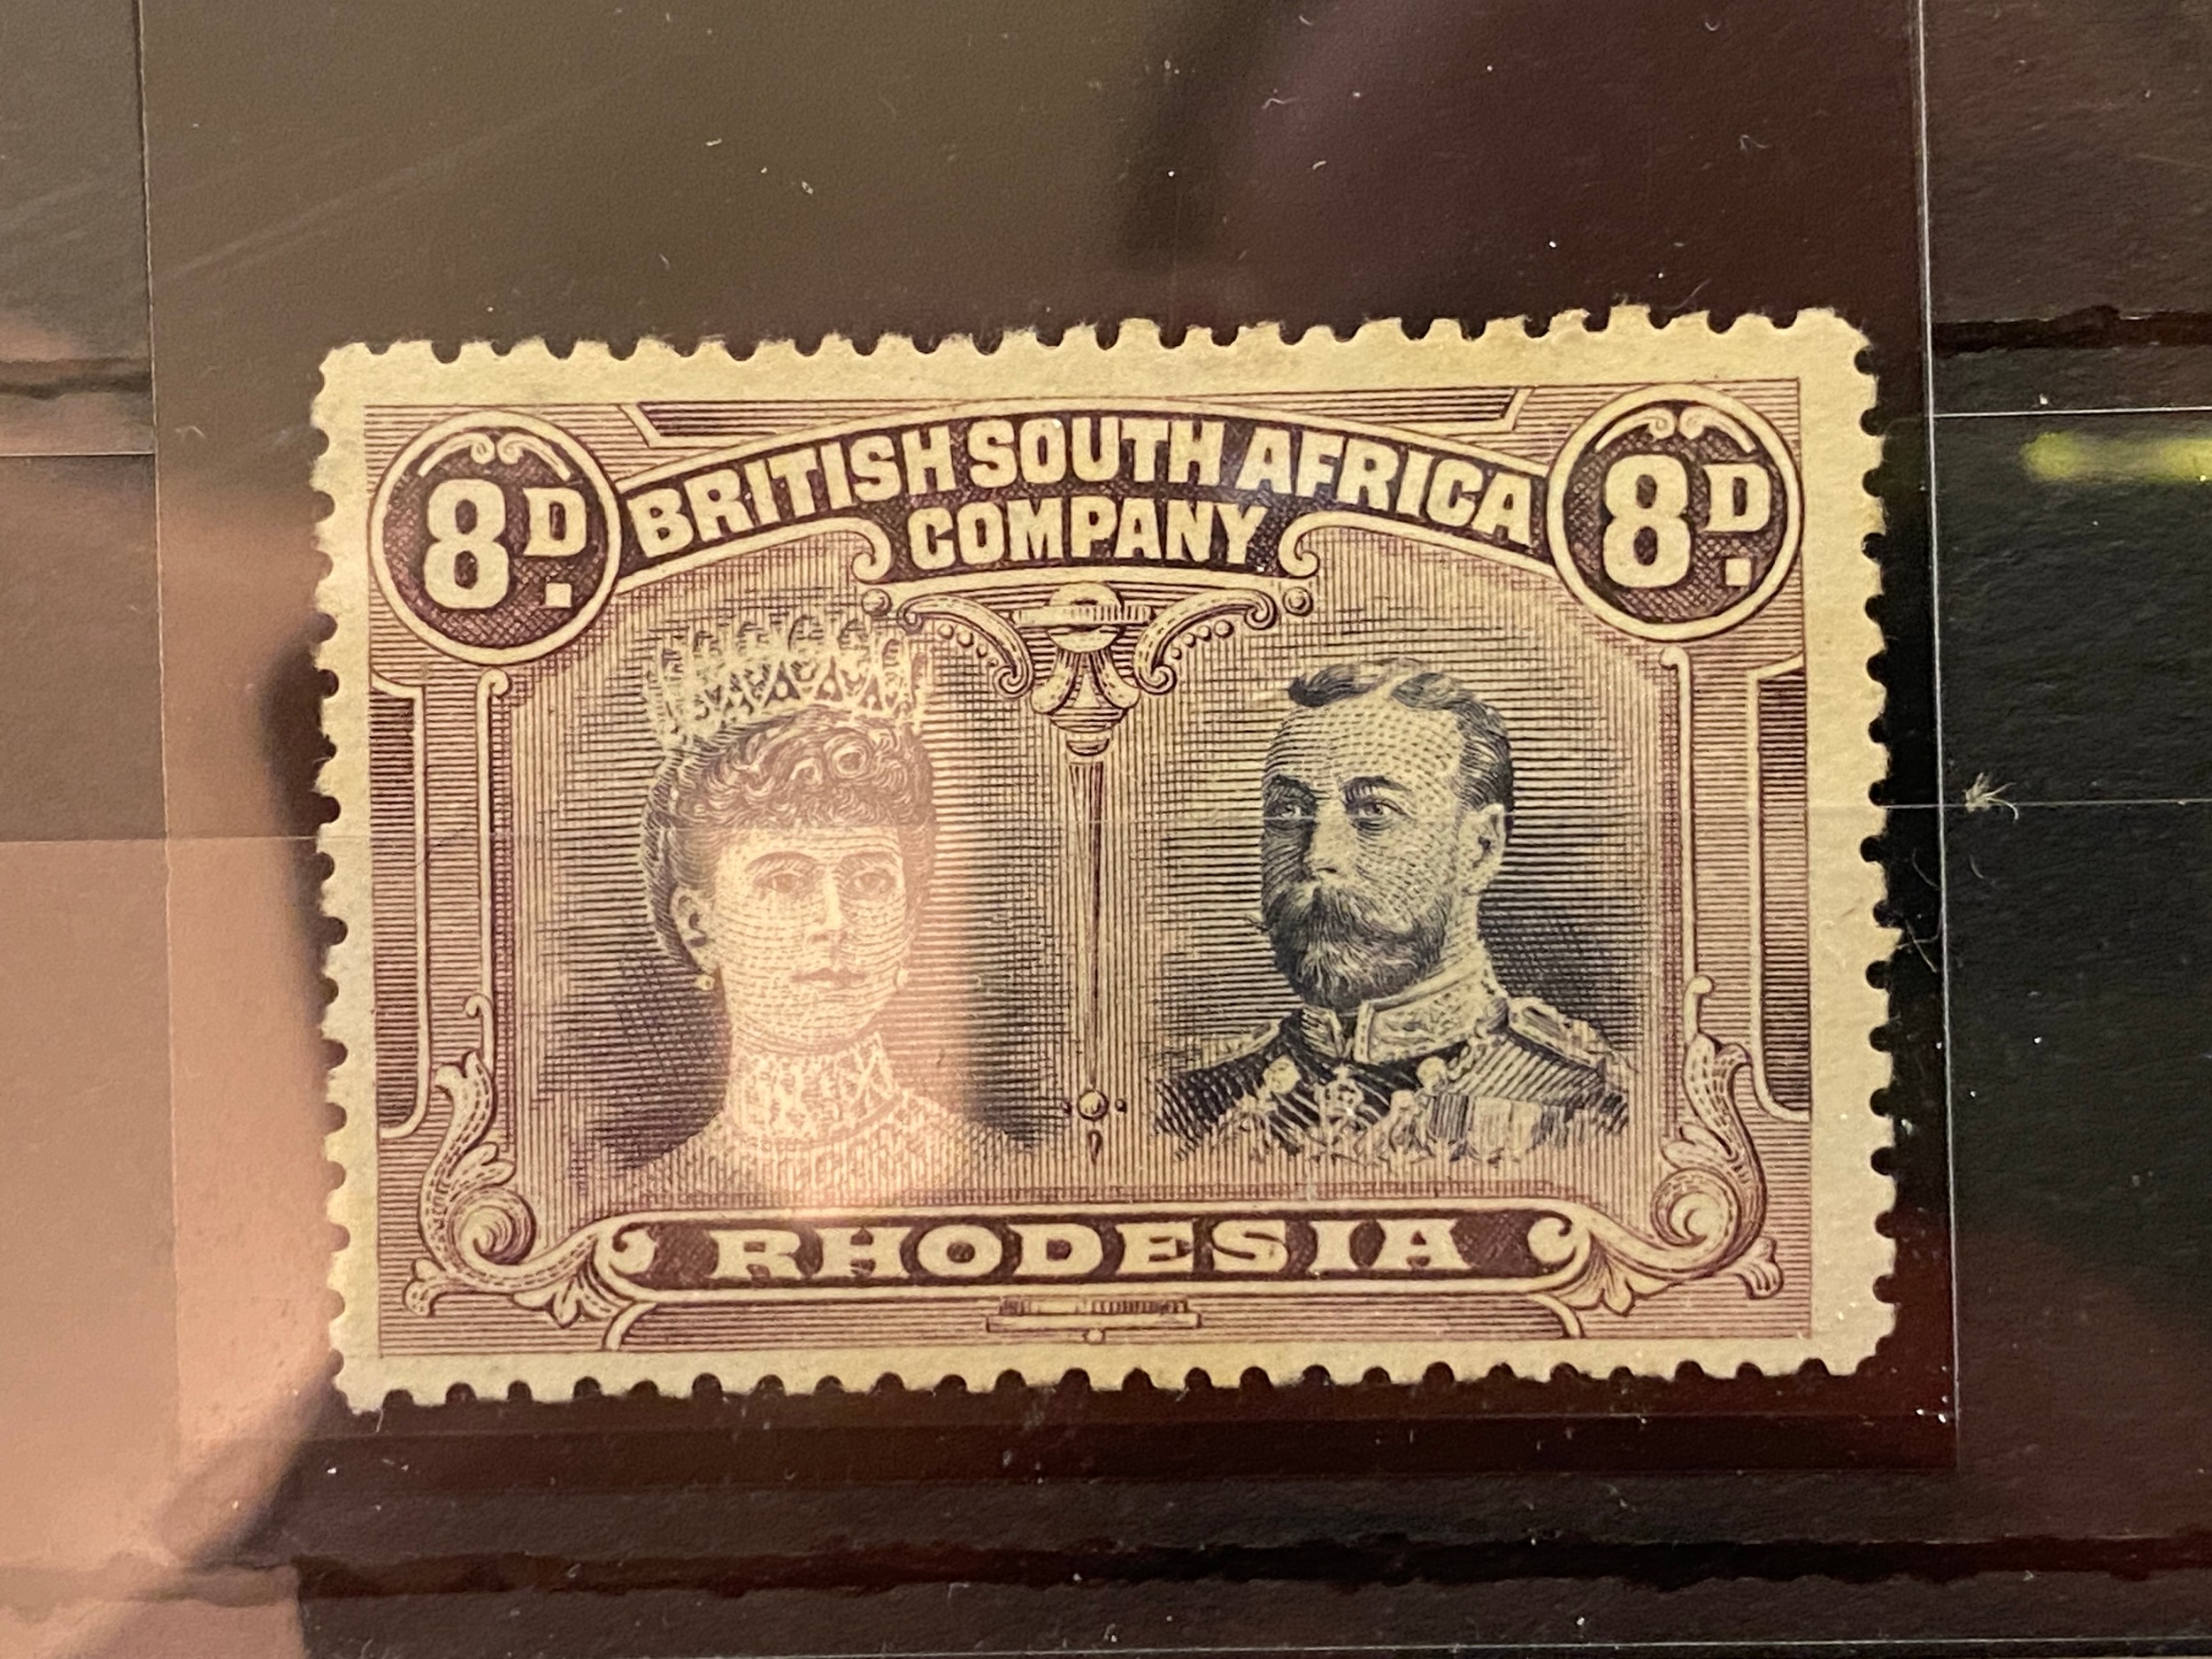 8D.
BRITISH SOUTH AFRICA
COMPANY
8D.
RHODESIA